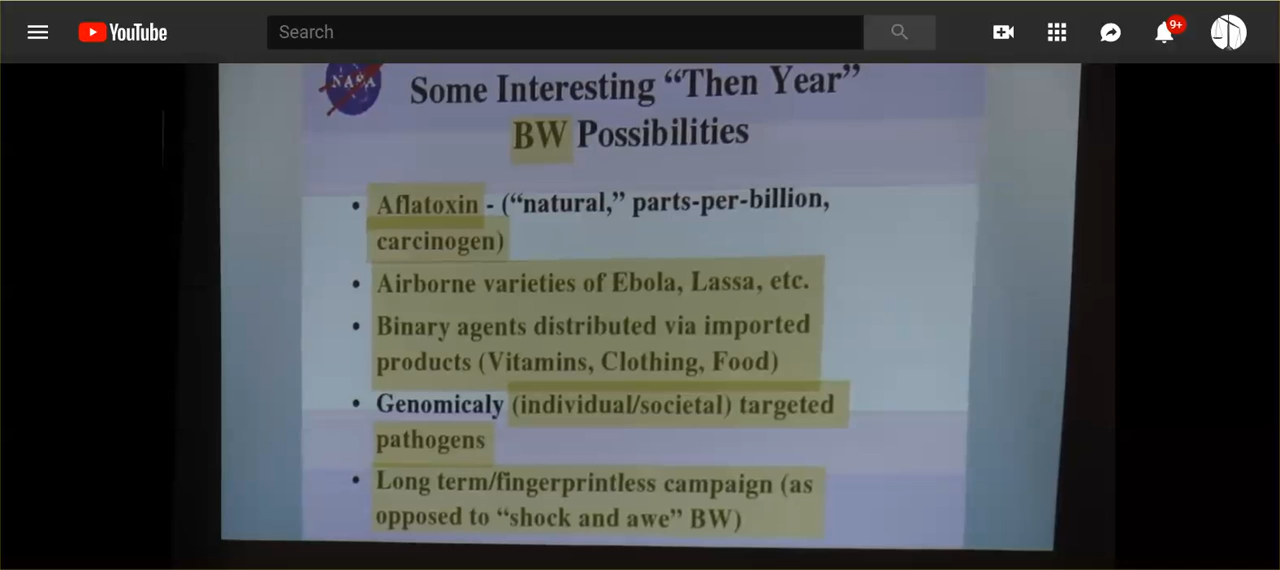 YouTube
Search
9+
NASA
Some Interesting “Then Year”
BW Possibilities
• Aflatoxin - (“natural,” parts-per-billion,
carcinogen)
• Airborne varieties of Ebola, Lassa, etc.
• Binary agents distributed via imported
products (Vitamins, Clothing, Food)
• Genomicaly (individual/societal) targeted
pathogens
• Long term/fingerprintless campaign (as
opposed to “shock and awe” BW)